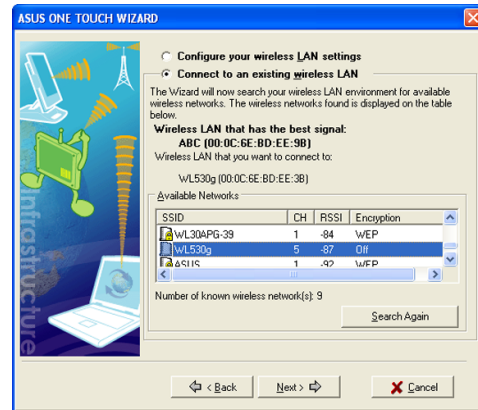 ASUS ONE TOUCH WIZARD
Configure your wireless LAN settings
Connect to an existing wireless LAN
The Wizard will now search your wireless LAN environment for available
wireless networks. The wireless networks found is displayed on the table
below.
Wireless LAN that has the best signal:
ABC (00:0C:6E:BD:EE:9B)
Wireless LAN that you want to connect to:
WL530g (00:0C:6E:BD:EE:3B)
Available Networks
SSID CH RSSI Encryption
WL30APG-39 1 -84 WEP
WL530g 5 -87 Off
ASUS 1 -92 WEP
Number of known wireless network(s): 9
Search Again
< Back Next > Cancel
Infrastructure